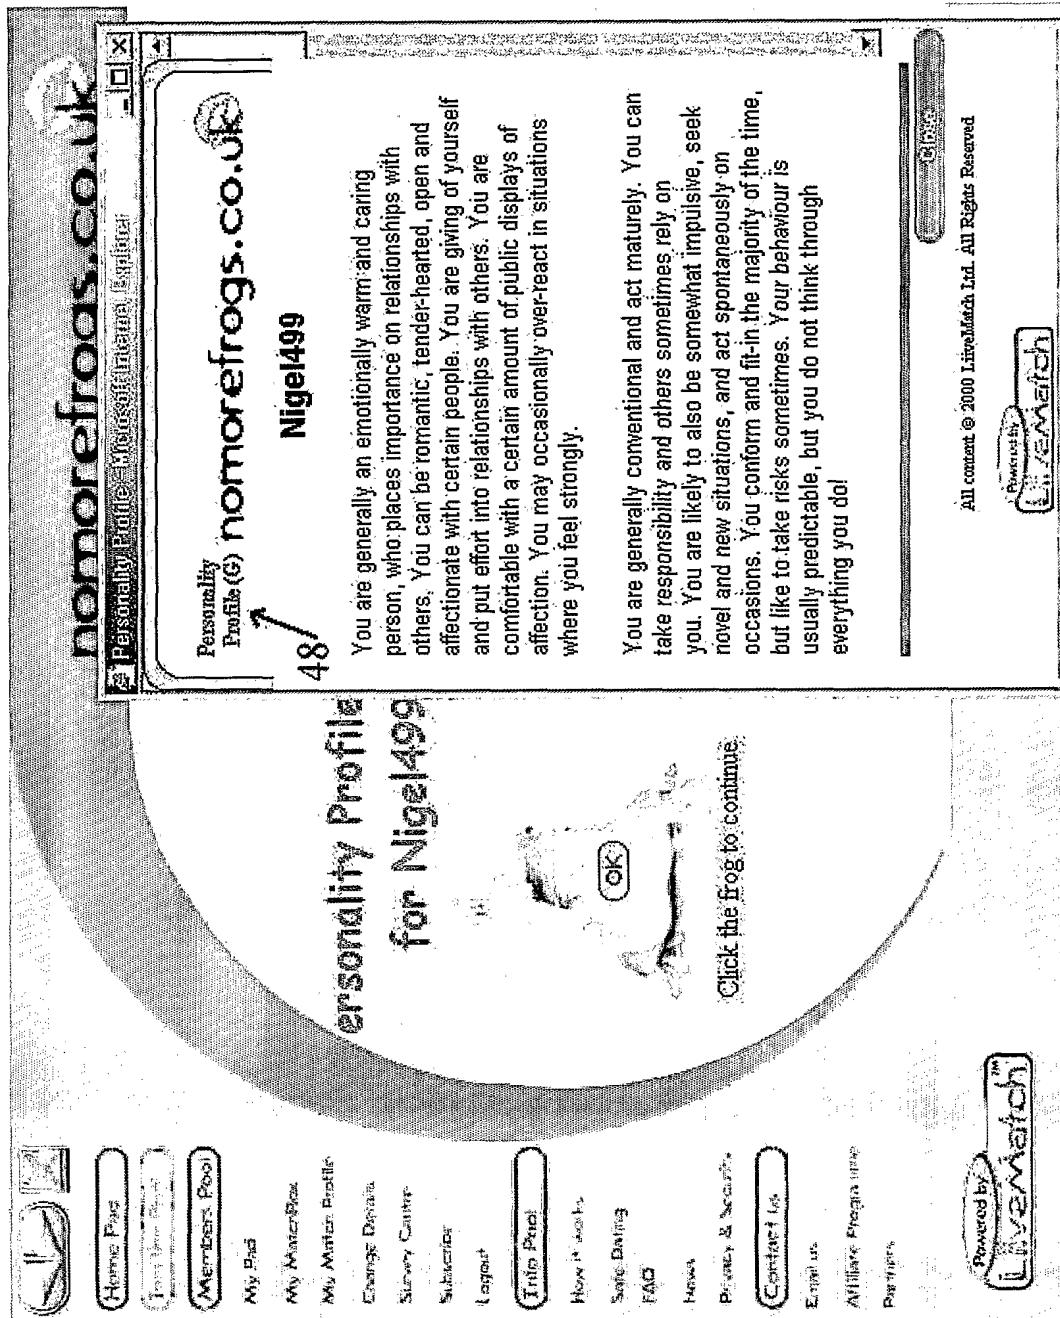 nomorefrogs.co.uk
Personality Profile - Microsoft Internet Explorer
Personality
Profile (G) nomorefrogs.co.uk
48
Nigel499
You are generally an emotionally warm and caring
person, who places importance on relationships with
others. You can be romantic, tender-hearted, open and
affectionate with certain people. You are giving of yourself
and put effort into relationships with others. You are
comfortable with a certain amount of public displays of
affection. You may occasionally over-react in situations
where you feel strongly.
You are generally conventional and act maturely. You can
take responsibility and others sometimes rely on
you. You are likely to also be somewhat impulsive, seek
novel and new situations, and act spontaneously on
occasions. You conform and fit-in the majority of the time,
but like to take risks sometimes. Your behaviour is
usually predictable, but you do not think through
everything you do!
Close
All content © 2000 LiiveMatch Ltd. All Rights Reserved
Powered by
LiveMatch
ersonality Profile
for Nigel499
OK
Click the frog to continue
Home Pad
Members Pool
My Pad
My Match Profile
Survey Centre
Subscribe
Logout
Info Pool
How it works
Safe Dating
FAQ
News
Privacy & Security
Contact us
Email us
Affiliate Programme
Partners
Powered by
LiveMatch™